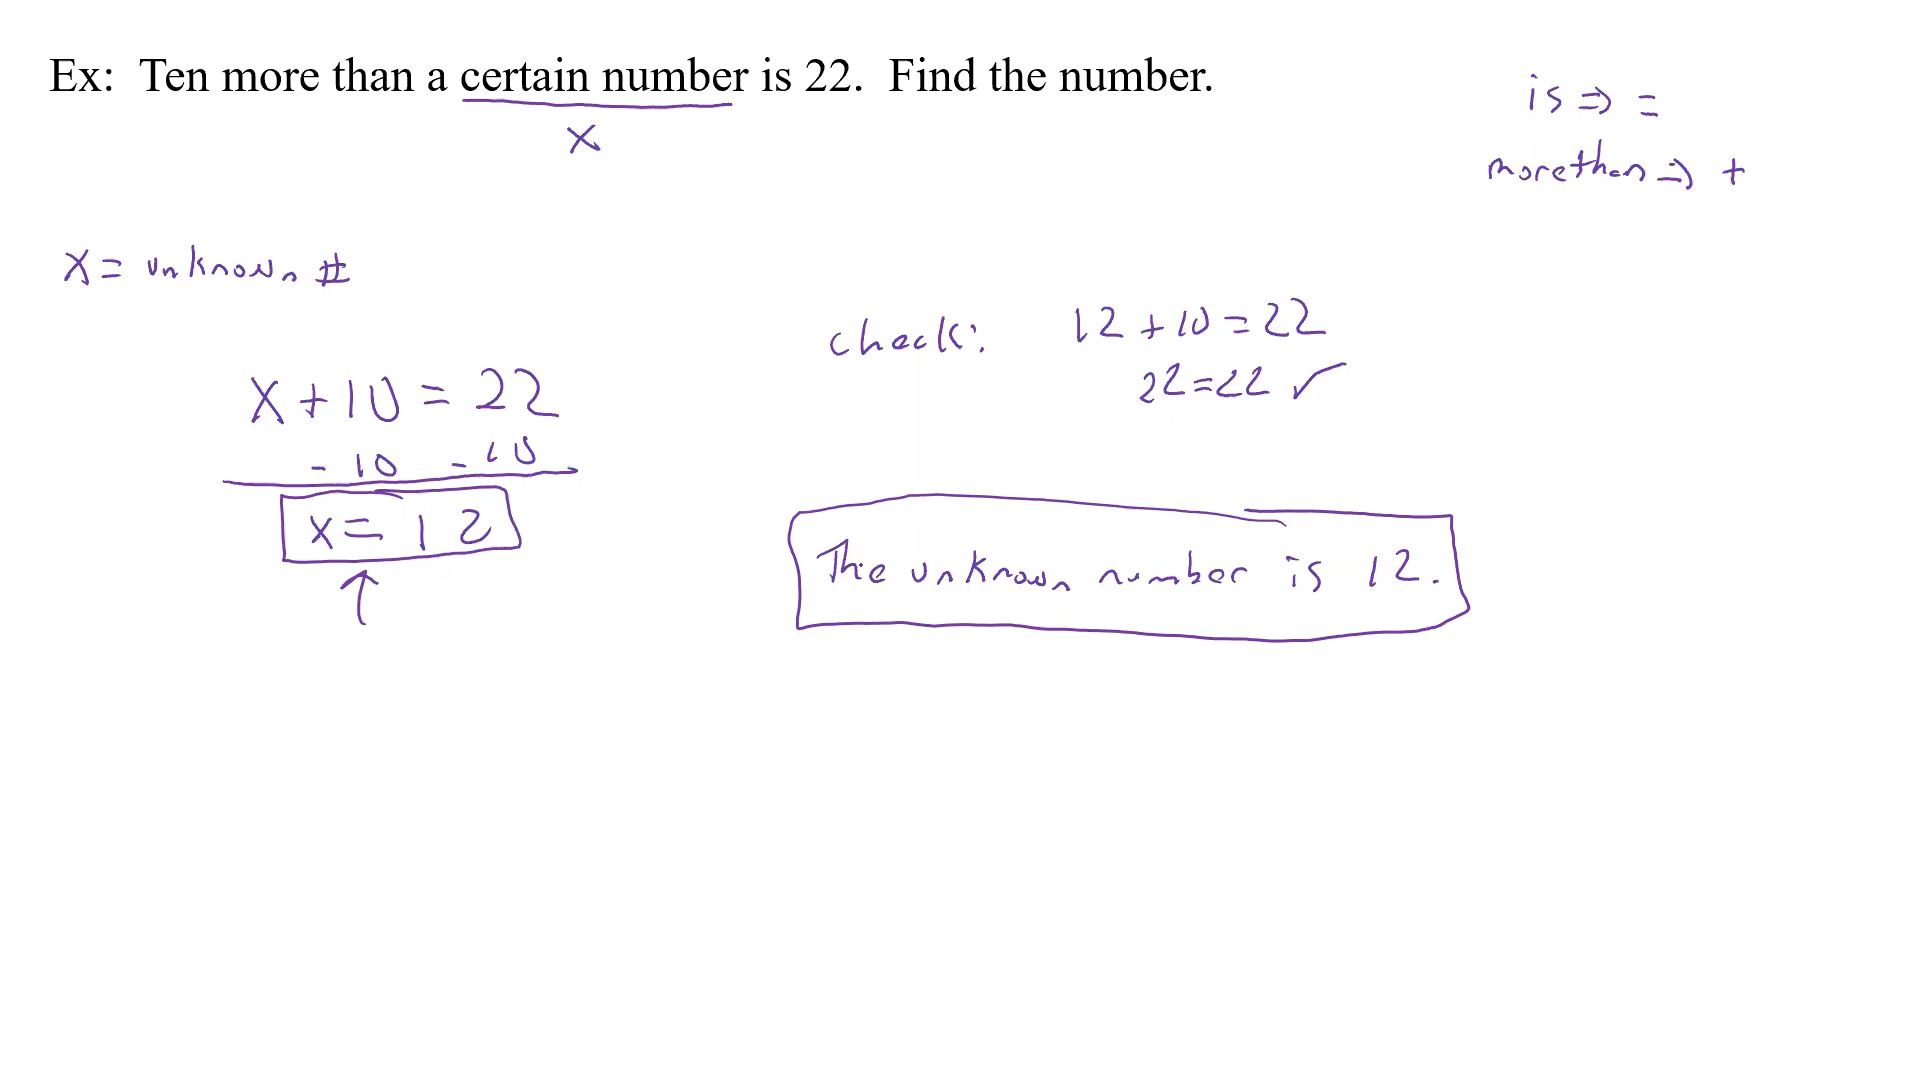 Ex: Ten more than a certain number is 22. Find the number.
x
is ⇒ =
more than ⇒ +
x = unknown #
x + 10 = 22
- 10 - 10
x = 12
check: 12 + 10 = 22
22 = 22 ✓
The unknown number is 12.